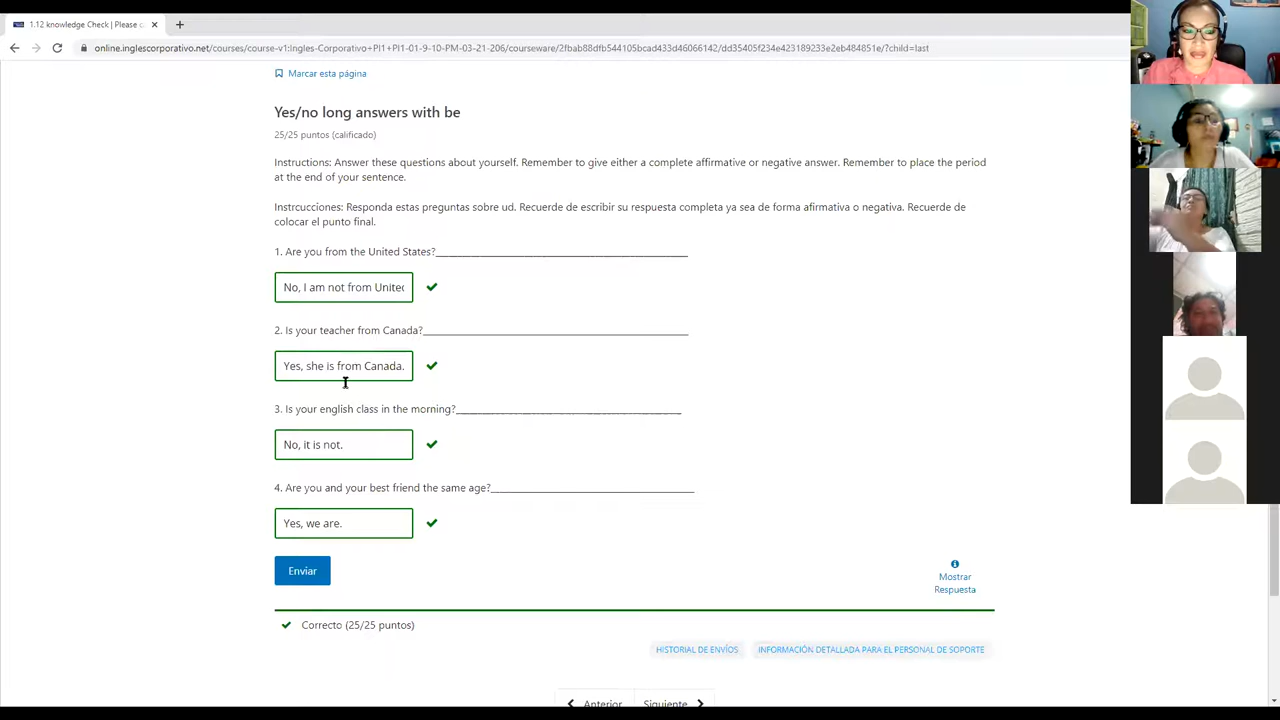 1.12 knowledge Check | Please c
online.inglescorporativo.net/courses/course-v1:Ingles-Corporativo+PI1+PI1-01-9-10-PM-03-21-206/courseware/2fbab88dfb544105bcad433d46066142/dd35405f234e423189233e2eb484851e/?child=last
Marcar esta página
Yes/no long answers with be
25/25 puntos (calificado)
Instructions: Answer these questions about yourself. Remember to give either a complete affirmative or negative answer. Remember to place the period
at the end of your sentence.
Instrucciones: Responda estas preguntas sobre ud. Recuerde de escribir su respuesta completa ya sea de forma afirmativa o negativa. Recuerde de
colocar el punto final.
1. Are you from the United States?
No, I am not from United
2. Is your teacher from Canada?
Yes, she is from Canada.
3. Is your english class in the morning?
No, it is not.
4. Are you and your best friend the same age?
Yes, we are.
Enviar
Mostrar
Respuesta
Correcto (25/25 puntos)
HISTORIAL DE ENVÍOS INFORMACIÓN DETALLADA PARA EL PERSONAL DE SOPORTE
Anterior Siguiente